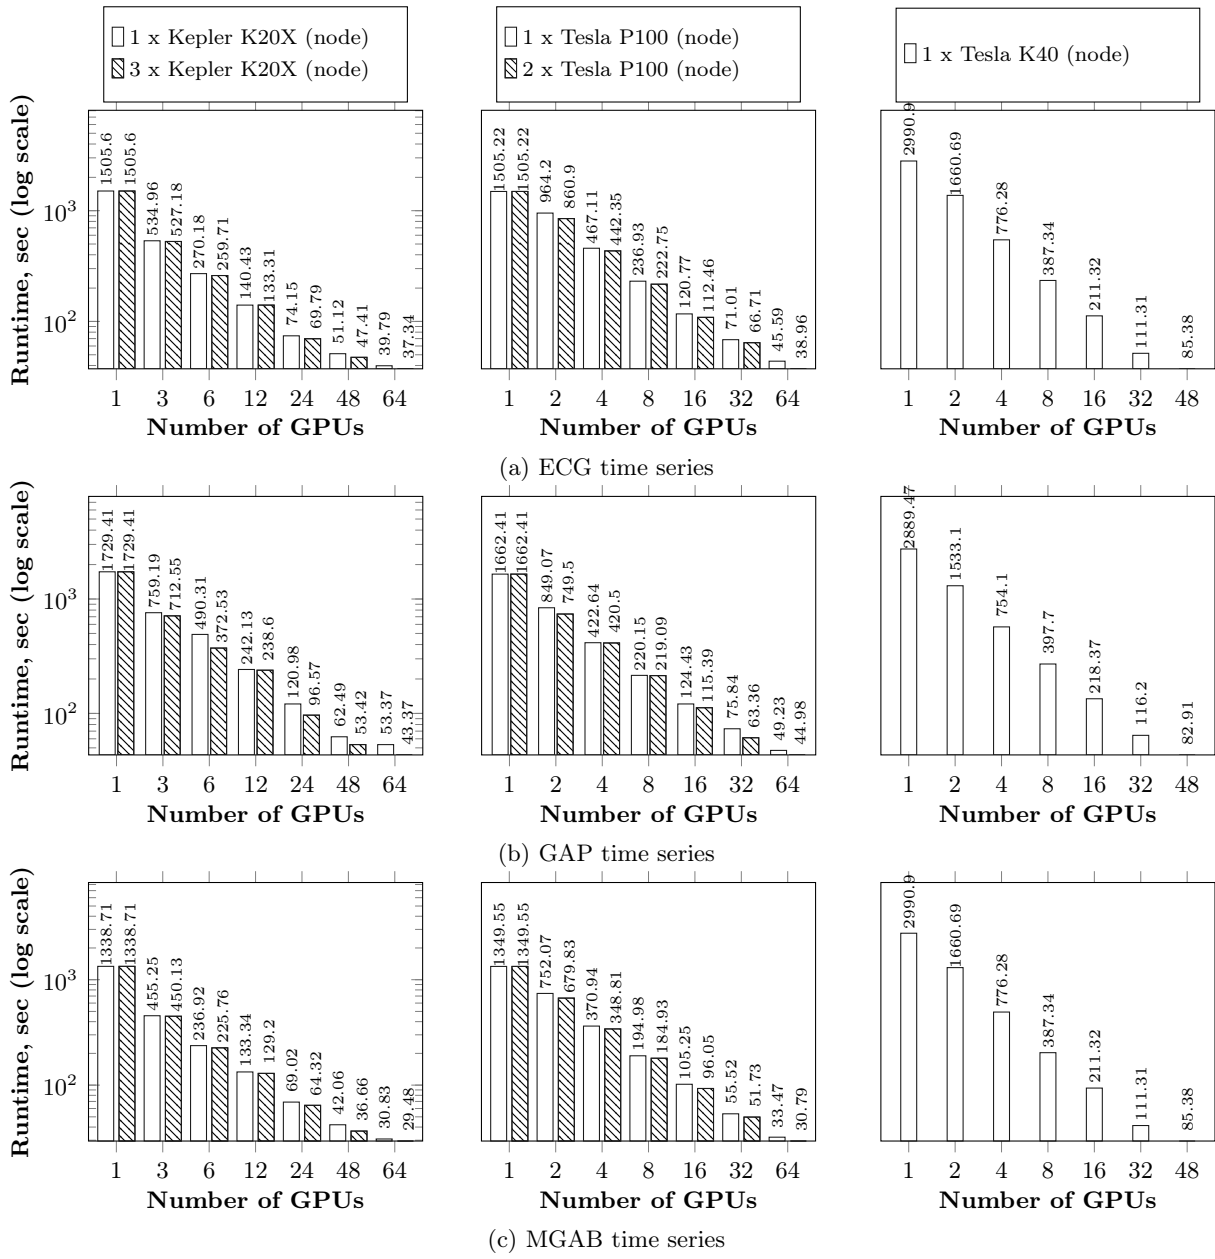 1 x Kepler K20X (node)
3 x Kepler K20X (node)
1 x Tesla P100 (node)
2 x Tesla P100 (node)
1 x Tesla K40 (node)
Runtime, sec (log scale)
10^3
10^2
1505.6 1505.6 534.96 527.18 270.18 259.71 140.43 133.31 74.15 69.79 51.12 47.41 39.79 37.34
1 3 6 12 24 48 64
Number of GPUs
1505.22 1505.22 964.2 860.9 467.11 442.35 236.93 222.75 120.77 112.46 71.01 66.71 45.59 38.96
1 2 4 8 16 32 64
Number of GPUs
2990.9 1660.69 776.28 387.34 211.32 111.31 85.38
1 2 4 8 16 32 48
Number of GPUs
(a) ECG time series
Runtime, sec (log scale)
10^3
10^2
1729.41 1729.41 759.19 712.55 490.31 372.53 242.13 238.6 120.98 96.57 62.49 53.42 53.37 43.37
1 3 6 12 24 48 64
Number of GPUs
1662.41 1662.41 849.07 749.5 422.64 420.5 220.15 219.09 124.43 115.39 75.84 63.36 49.23 44.98
1 2 4 8 16 32 64
Number of GPUs
2889.47 1533.1 754.1 397.7 218.37 116.2 82.91
1 2 4 8 16 32 48
Number of GPUs
(b) GAP time series
Runtime, sec (log scale)
10^3
10^2
1338.71 1338.71 455.25 450.13 236.92 225.76 133.34 129.2 69.02 64.32 42.06 36.66 30.83 29.48
1 3 6 12 24 48 64
Number of GPUs
1349.55 1349.55 752.07 679.83 370.94 348.81 194.98 184.93 105.25 96.05 55.52 51.73 33.47 30.79
1 2 4 8 16 32 64
Number of GPUs
2990.9 1660.69 776.28 387.34 211.32 111.31 85.38
1 2 4 8 16 32 48
Number of GPUs
(c) MGAB time series